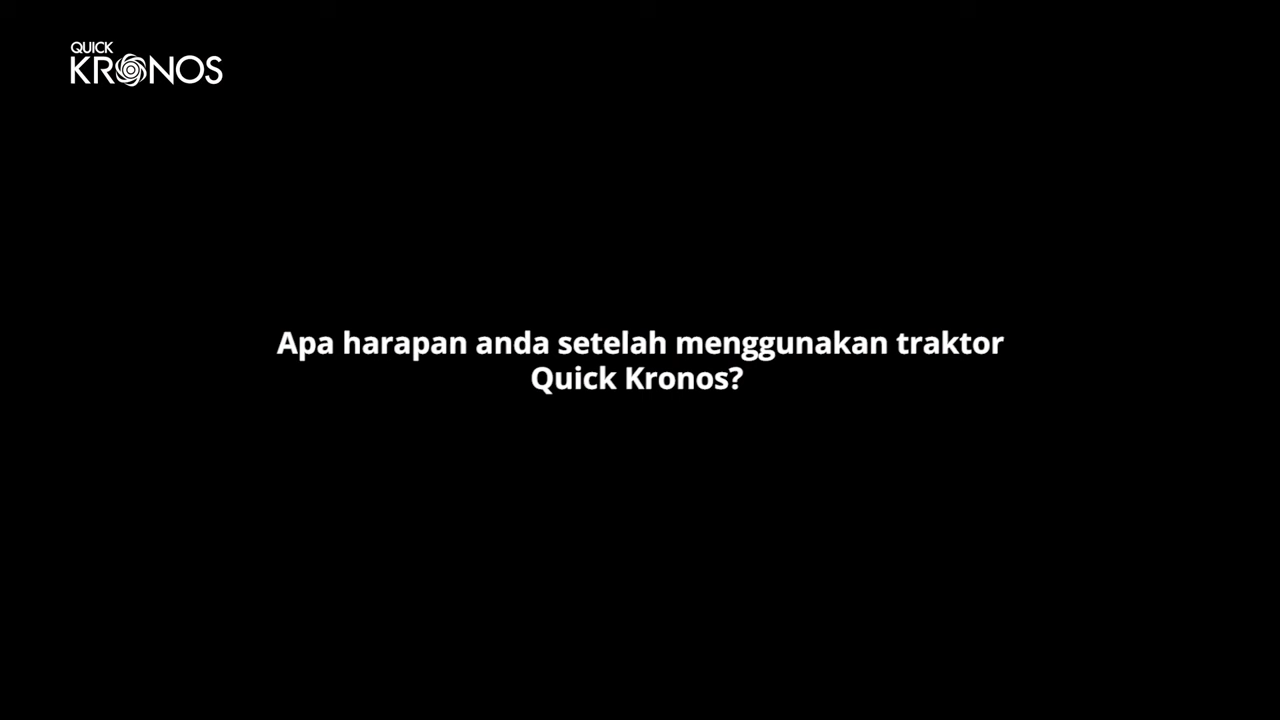 QUICK
KRONOS
Apa harapan anda setelah menggunakan traktor
Quick Kronos?